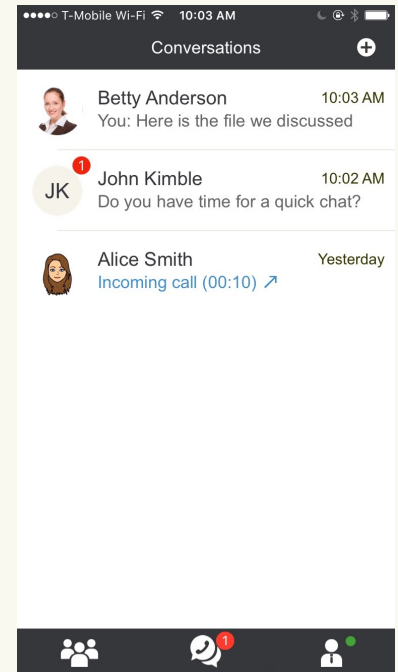 T-Mobile Wi-Fi 10:03 AM
Conversations
Betty Anderson 10:03 AM
You: Here is the file we discussed
1
JK
John Kimble 10:02 AM
Do you have time for a quick chat?
Alice Smith Yesterday
Incoming call (00:10)
1